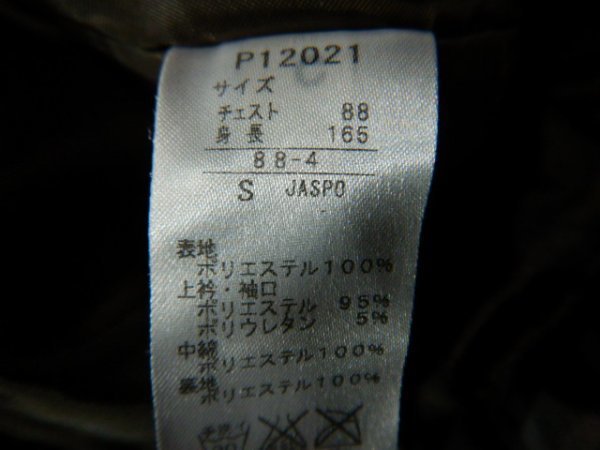 P12021
サイズ
チェスト 88
身長 165
88-4
S JASPO
表地
ポリエステル100%
上衿・袖口
ポリエステル 95%
ポリウレタン 5%
中綿
ポリエステル100%
裏地
ポリエステル100%